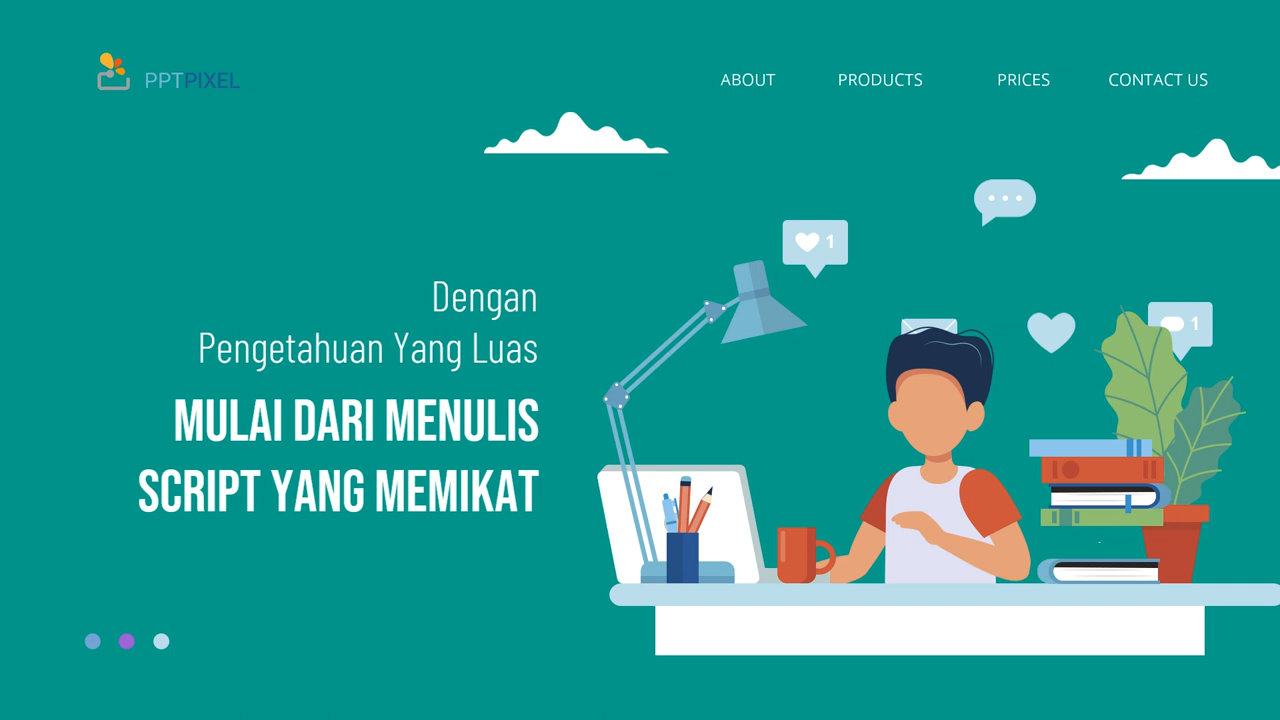 PPTPIXEL
ABOUT PRODUCTS PRICES CONTACT US
1
1
Dengan
Pengetahuan Yang Luas
MULAI DARI MENULIS
SCRIPT YANG MEMIKAT